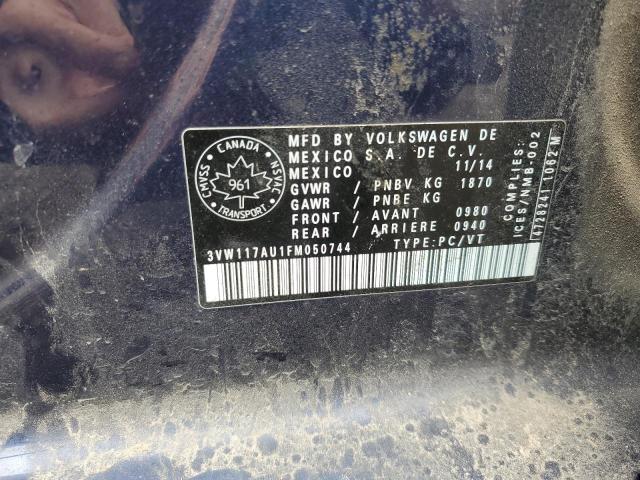 CANADA
CMVSS
NSVAC
961
TRANSPORT
MFD BY VOLKSWAGEN DE
MEXICO S.A. DE C.V.
MEXICO 11/14
GVWR / PNBV KG 1870
GAWR / PNBE KG
FRONT / AVANT 0980
REAR / ARRIERE 0940
3VW117AU1FM050744 TYPE:PC/VT
COMPLIES:
ICES/NMB-002
472824111062M